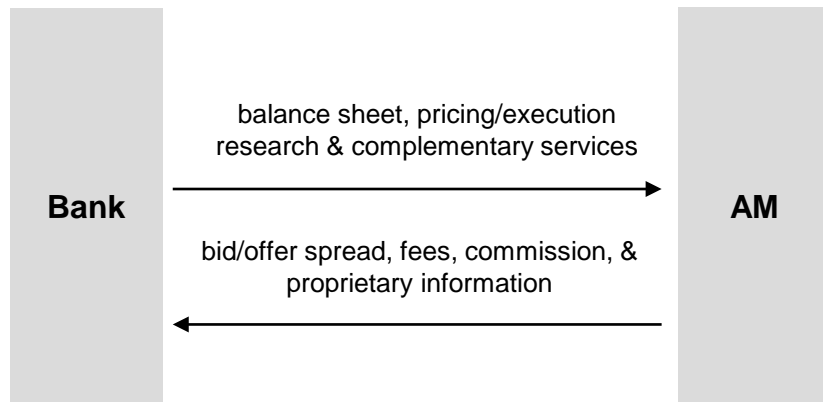 balance sheet, pricing/execution
research & complementary services
Bank
AM
bid/offer spread, fees, commission, &
proprietary information